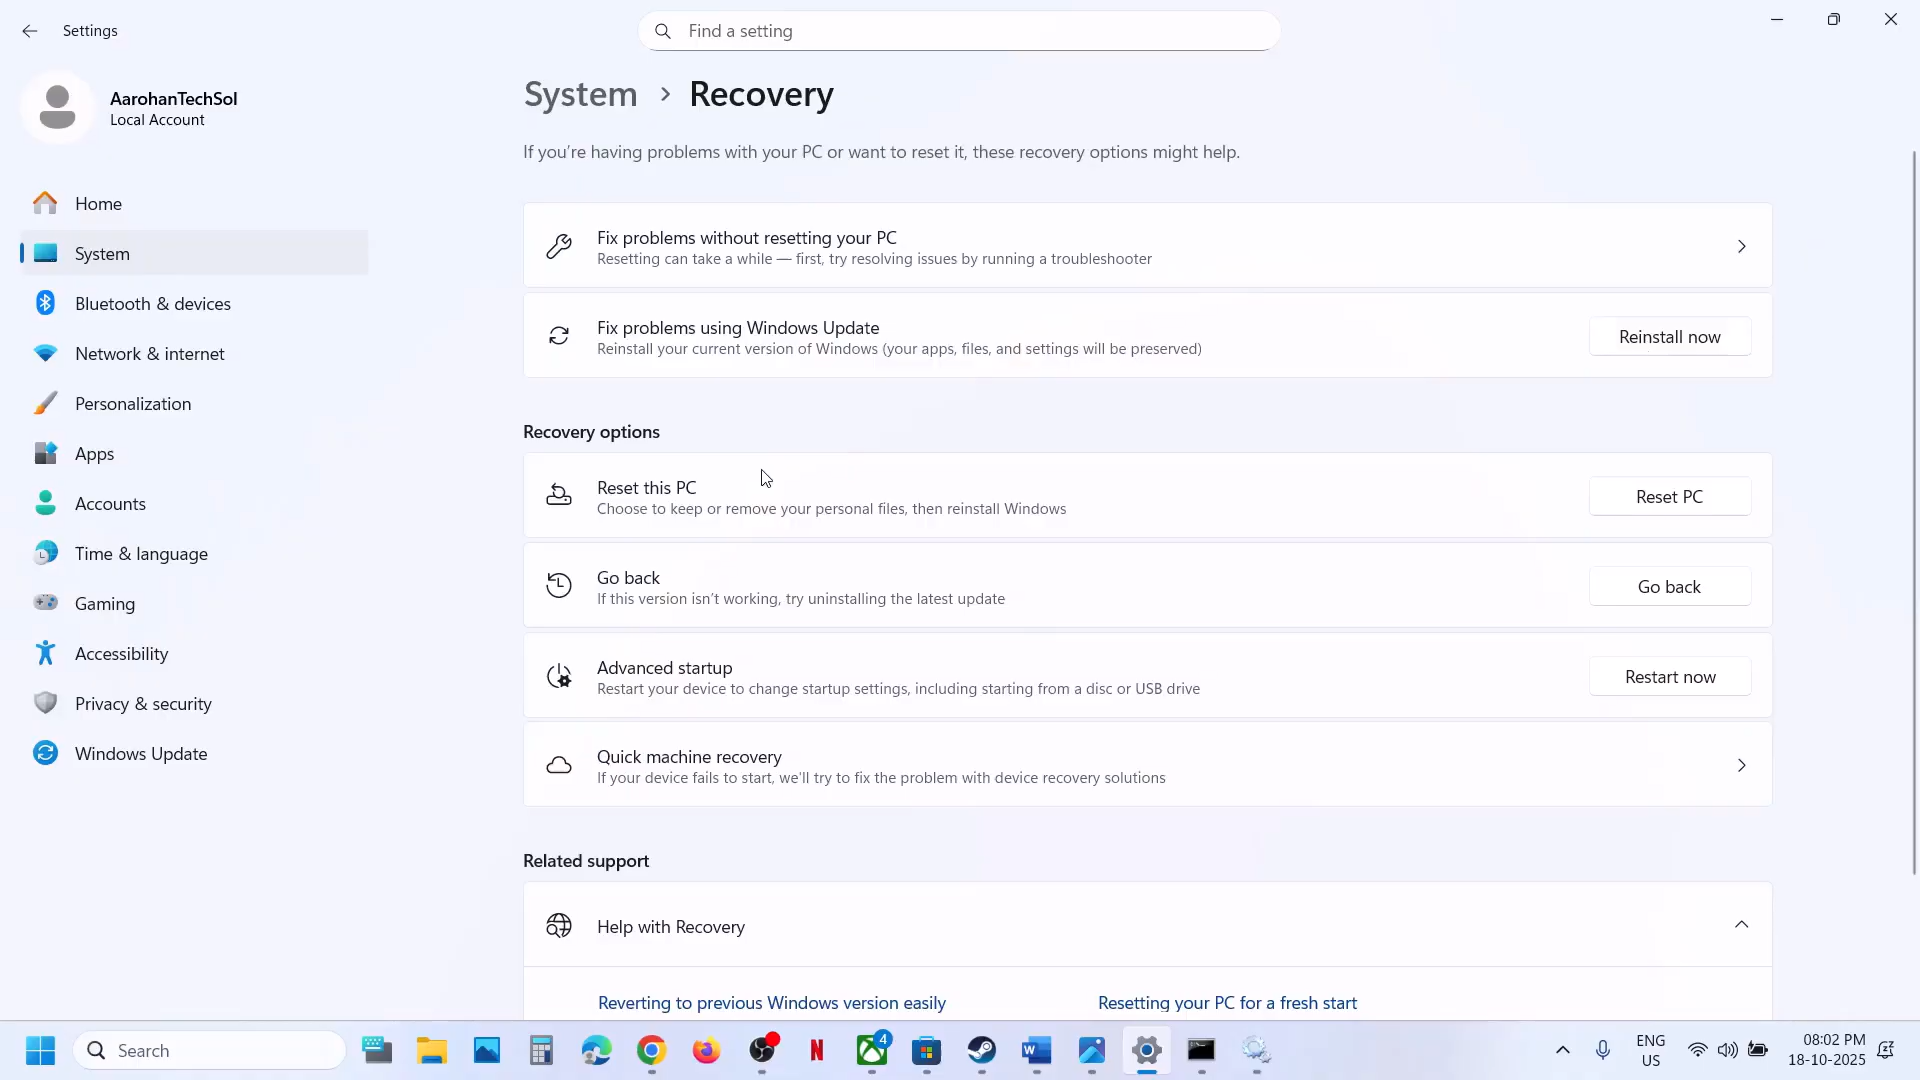 Settings
Find a setting
AarohanTechSol
Local Account
Home
System
Bluetooth & devices
Network & internet
Personalization
Apps
Accounts
Time & language
Gaming
Accessibility
Privacy & security
Windows Update
System > Recovery
If you're having problems with your PC or want to reset it, these recovery options might help.
Fix problems without resetting your PC
Resetting can take a while — first, try resolving issues by running a troubleshooter
Fix problems using Windows Update
Reinstall your current version of Windows (your apps, files, and settings will be preserved)
Reinstall now
Recovery options
Reset this PC
Choose to keep or remove your personal files, then reinstall Windows
Reset PC
Go back
If this version isn't working, try uninstalling the latest update
Go back
Advanced startup
Restart your device to change startup settings, including starting from a disc or USB drive
Restart now
Quick machine recovery
If your device fails to start, we'll try to fix the problem with device recovery solutions
Related support
Help with Recovery
Reverting to previous Windows version easily
Resetting your PC for a fresh start
Search
N
4
W
ENG
US
08:02 PM
18-10-2025